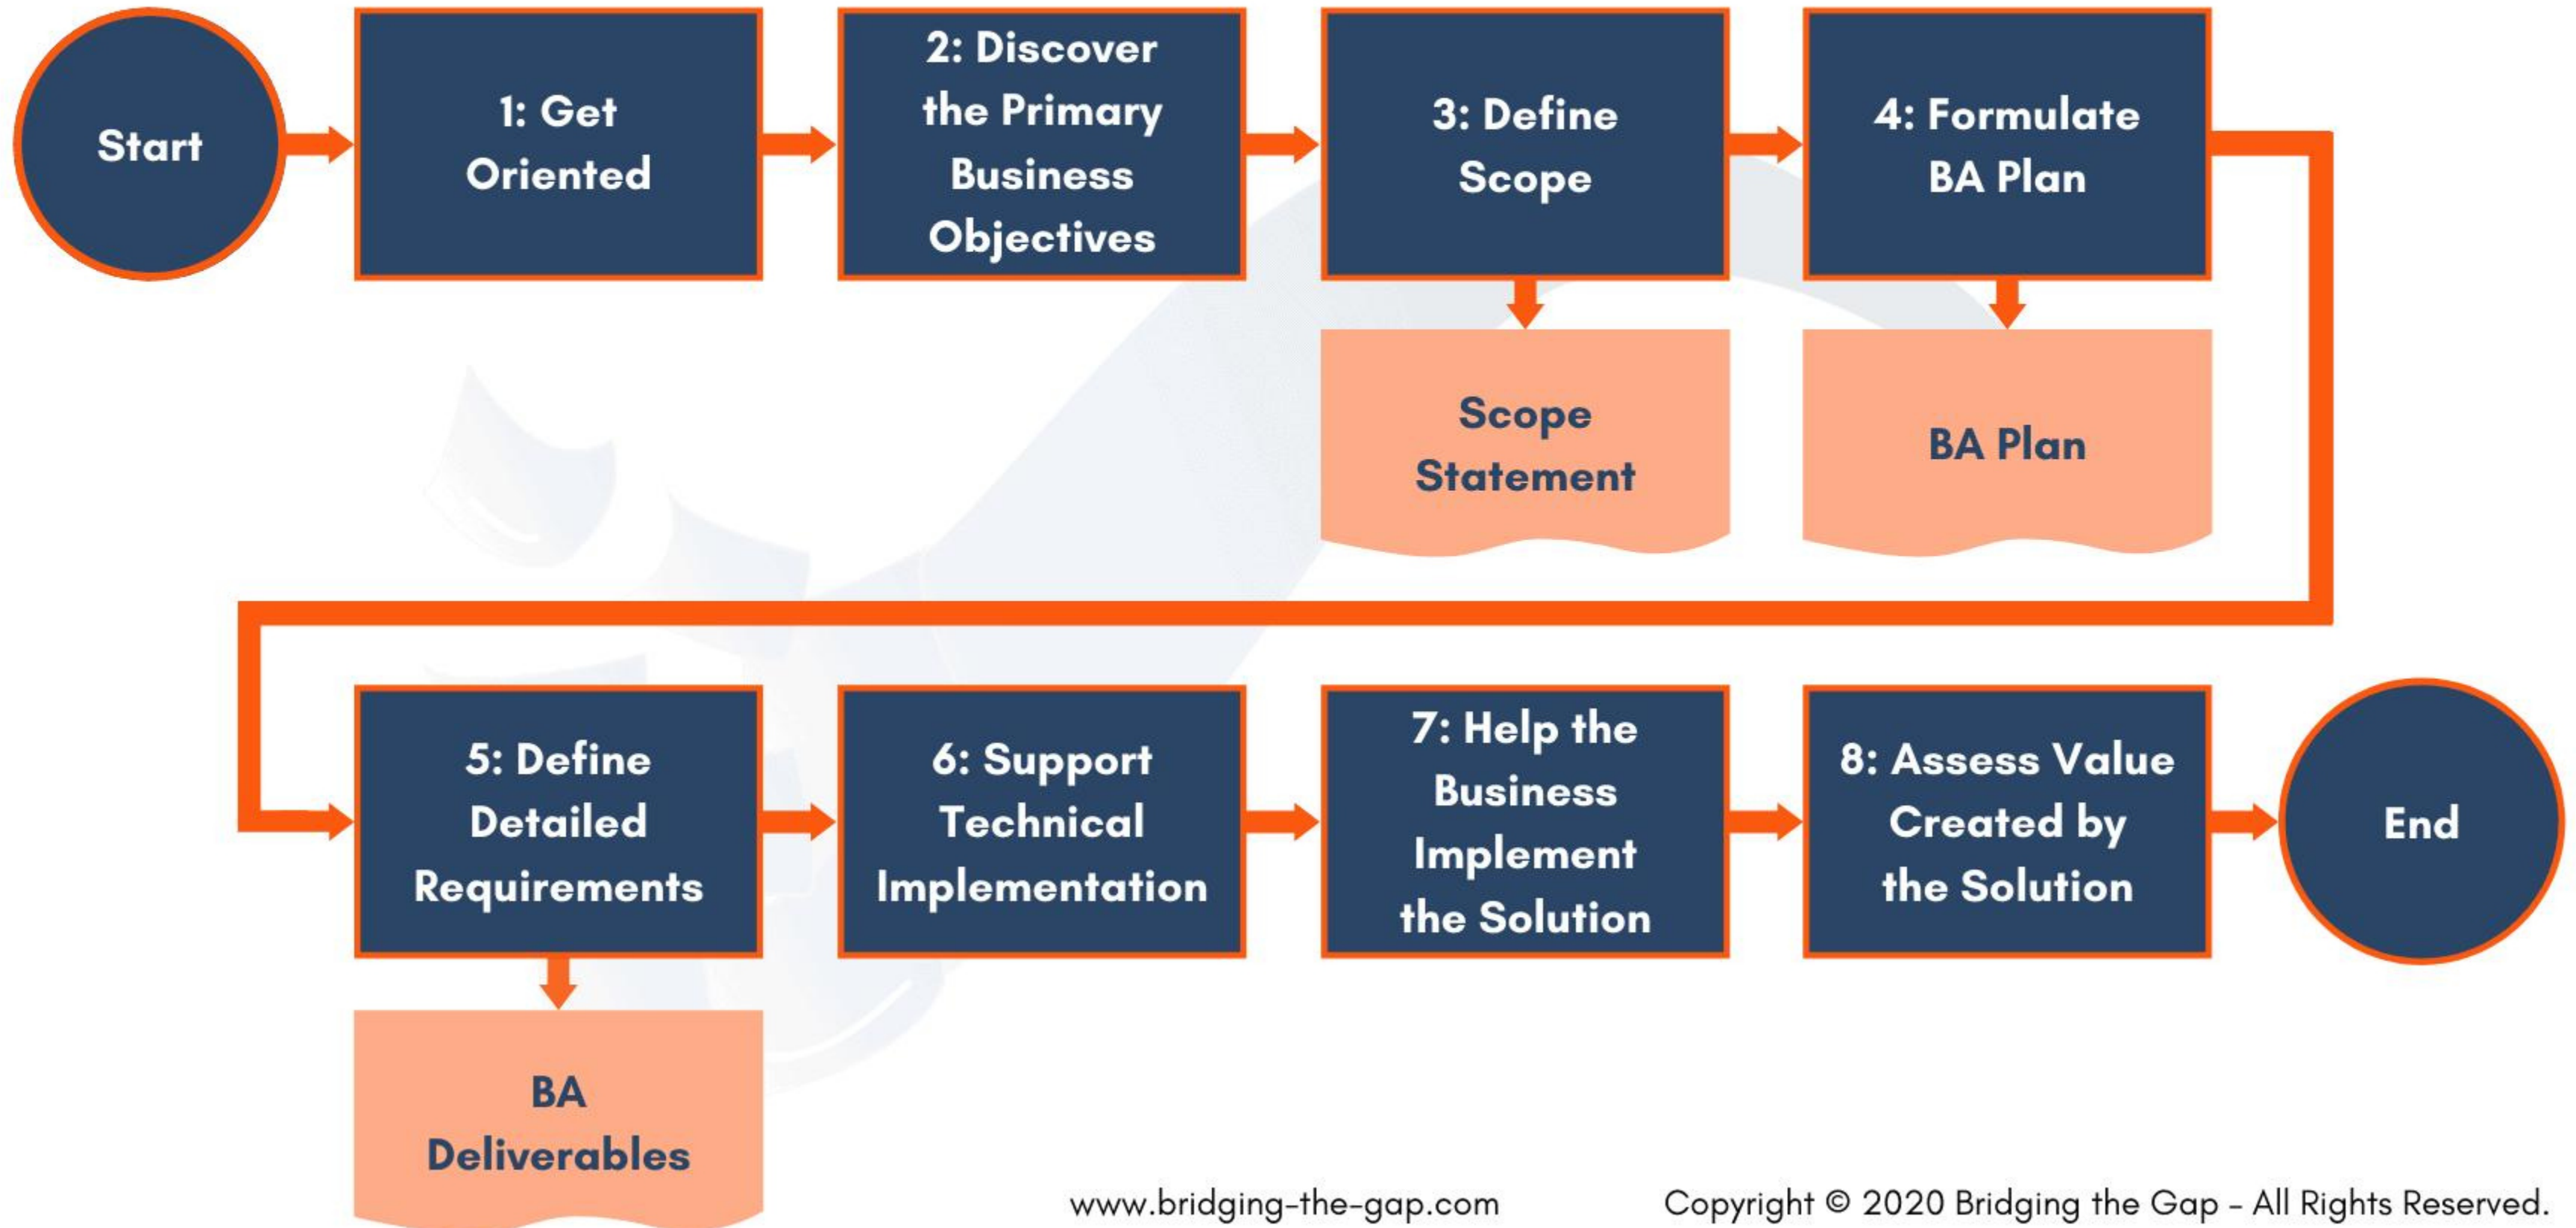 Start
1: Get
Oriented
2: Discover
the Primary
Business
Objectives
3: Define
Scope
4: Formulate
BA Plan
Scope
Statement
BA Plan
5: Define
Detailed
Requirements
6: Support
Technical
Implementation
7: Help the
Business
Implement
the Solution
8: Assess Value
Created by
the Solution
End
BA
Deliverables
www.bridging-the-gap.com
Copyright © 2020 Bridging the Gap - All Rights Reserved.